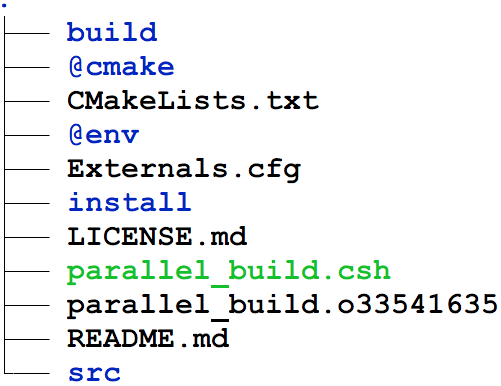 .
build
@cmake
CMakeLists.txt
@env
Externals.cfg
install
LICENSE.md
parallel_build.csh
parallel_build.o33541635
README.md
src